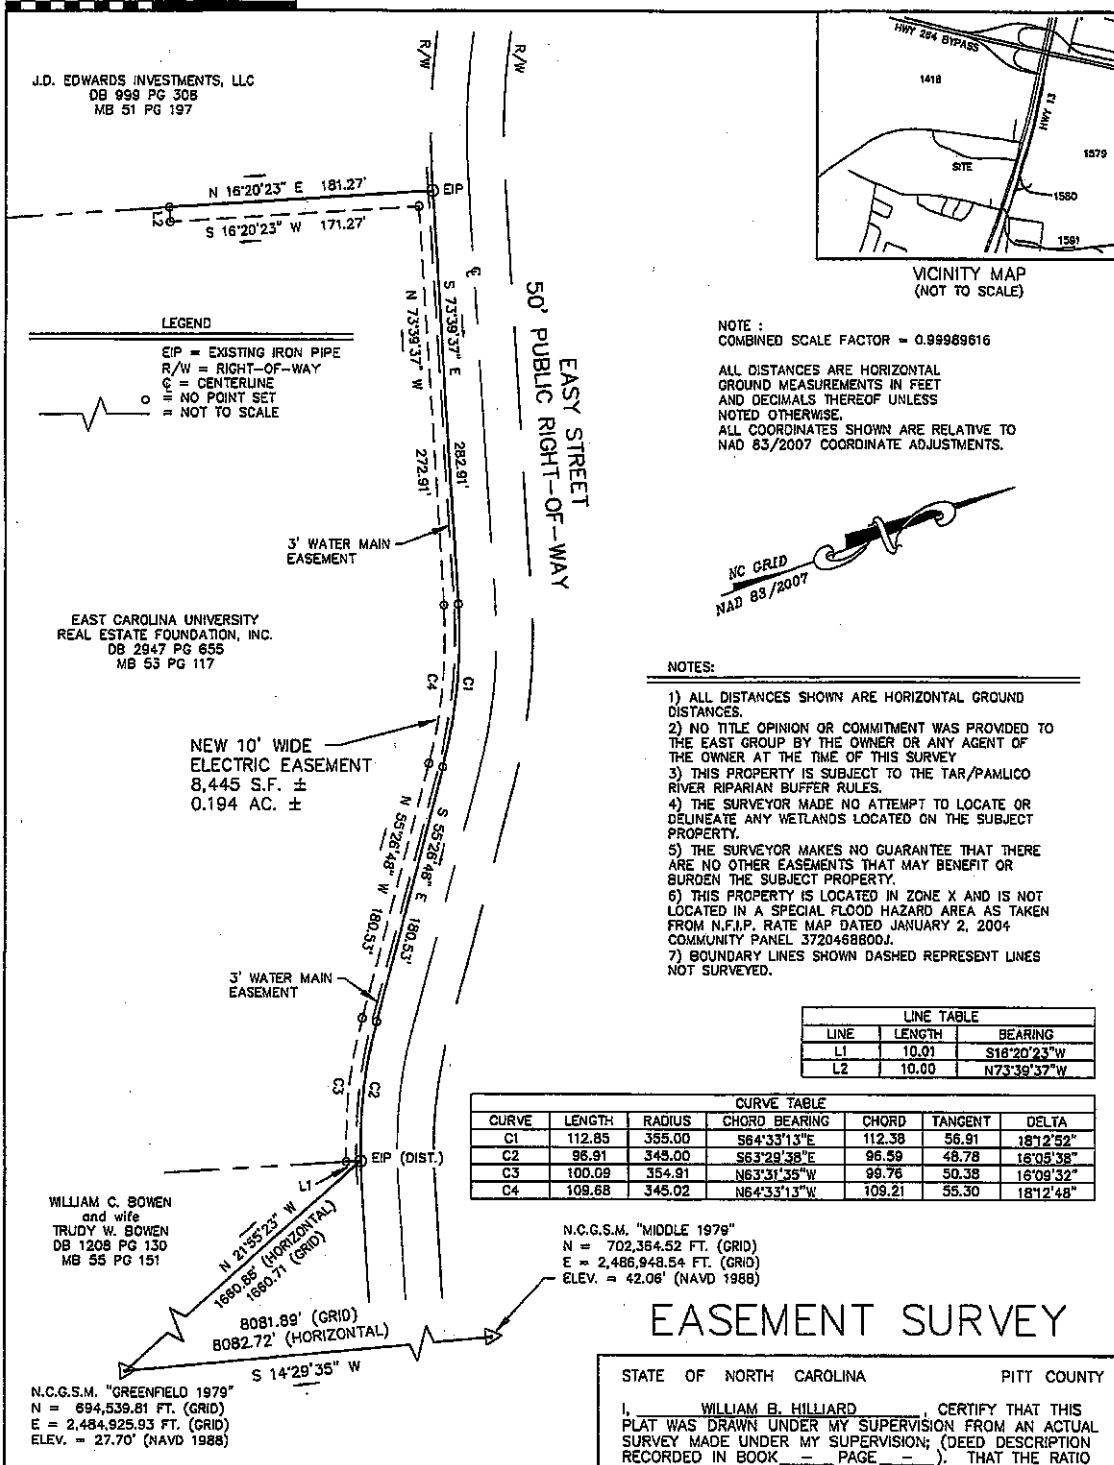 J.D. EDWARDS INVESTMENTS, LLC
DB 999 PG 308
MB 51 PG 197
R/W
R/W
HWY 264 BYPASS
1418
HWY 13
1579
SITE
1580
1581
VICINITY MAP
(NOT TO SCALE)
N 16°20'23" E 181.27'
EIP
L2
S 16°20'23" W 171.27'
LEGEND
EIP = EXISTING IRON PIPE
R/W = RIGHT-OF-WAY
℄ = CENTERLINE
o = NO POINT SET
= NOT TO SCALE
℄
S 73°39'37" E
282.91'
N 73°39'37" W
272.91'
EASY STREET
50' PUBLIC RIGHT-OF-WAY
NOTE :
COMBINED SCALE FACTOR = 0.99989616
ALL DISTANCES ARE HORIZONTAL
GROUND MEASUREMENTS IN FEET
AND DECIMALS THEREOF UNLESS
NOTED OTHERWISE.
ALL COORDINATES SHOWN ARE RELATIVE TO
NAD 83/2007 COORDINATE ADJUSTMENTS.
N
NC GRID
NAD 83/2007
3' WATER MAIN
EASEMENT
EAST CAROLINA UNIVERSITY
REAL ESTATE FOUNDATION, INC.
DB 2947 PG 655
MB 53 PG 117
C4
C1
NEW 10' WIDE
ELECTRIC EASEMENT
8,445 S.F. ±
0.194 AC. ±
NOTES:
1) ALL DISTANCES SHOWN ARE HORIZONTAL GROUND
DISTANCES.
2) NO TITLE OPINION OR COMMITMENT WAS PROVIDED TO
THE EAST GROUP BY THE OWNER OR ANY AGENT OF
THE OWNER AT THE TIME OF THIS SURVEY
3) THIS PROPERTY IS SUBJECT TO THE TAR/PAMLICO
RIVER RIPARIAN BUFFER RULES.
4) THE SURVEYOR MADE NO ATTEMPT TO LOCATE OR
DELINEATE ANY WETLANDS LOCATED ON THE SUBJECT
PROPERTY.
5) THE SURVEYOR MAKES NO GUARANTEE THAT THERE
ARE NO OTHER EASEMENTS THAT MAY BENEFIT OR
BURDEN THE SUBJECT PROPERTY.
6) THIS PROPERTY IS LOCATED IN ZONE X AND IS NOT
LOCATED IN A SPECIAL FLOOD HAZARD AREA AS TAKEN
FROM N.F.I.P. RATE MAP DATED JANUARY 2, 2004
COMMUNITY PANEL 3720468800J.
7) BOUNDARY LINES SHOWN DASHED REPRESENT LINES
NOT SURVEYED.
N 55°26'48" W 180.53'
S 55°26'48" E 180.53'
3' WATER MAIN
EASEMENT
C3
C2
LINE TABLE
LINE LENGTH BEARING
L1 10.01 S16°20'23"W
L2 10.00 N73°39'37"W
CURVE TABLE
CURVE LENGTH RADIUS CHORD BEARING CHORD TANGENT DELTA
C1 112.85 355.00 S64°33'13"E 112.38 56.91 18°12'52"
C2 96.91 345.00 S63°29'38"E 96.59 48.78 16°05'38"
C3 100.09 354.91 N63°31'35"W 99.76 50.38 16°09'32"
C4 109.68 345.02 N64°33'13"W 109.21 55.30 18°12'48"
EIP (DIST.)
L1
WILLIAM C. BOWEN
and wife
TRUDY W. BOWEN
DB 1208 PG 130
MB 55 PG 151
N 21°55'23" W
1660.88' (HORIZONTAL)
1660.71 (GRID)
N.C.G.S.M. "MIDDLE 1979"
N = 702,364.52 FT. (GRID)
E = 2,486,948.54 FT. (GRID)
ELEV. = 42.06' (NAVD 1988)
8081.89' (GRID)
8082.72' (HORIZONTAL)
S 14°29'35" W
N.C.G.S.M. "GREENFIELD 1979"
N = 694,539.81 FT. (GRID)
E = 2,484,925.93 FT. (GRID)
ELEV. = 27.70' (NAVD 1988)
EASEMENT SURVEY
STATE OF NORTH CAROLINA PITT COUNTY
I, WILLIAM B. HILLIARD, CERTIFY THAT THIS
PLAT WAS DRAWN UNDER MY SUPERVISION FROM AN ACTUAL
SURVEY MADE UNDER MY SUPERVISION; (DEED DESCRIPTION
RECORDED IN BOOK - PAGE - ). THAT THE RATIO